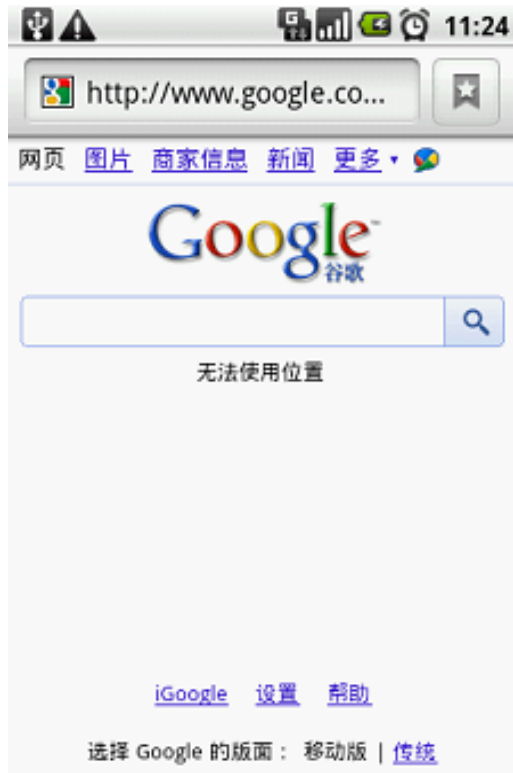 11:24
http://www.google.co...
网页 图片 商家信息 新闻 更多
Google™
谷歌
无法使用位置
iGoogle 设置 帮助
选择 Google 的版面： 移动版 | 传统